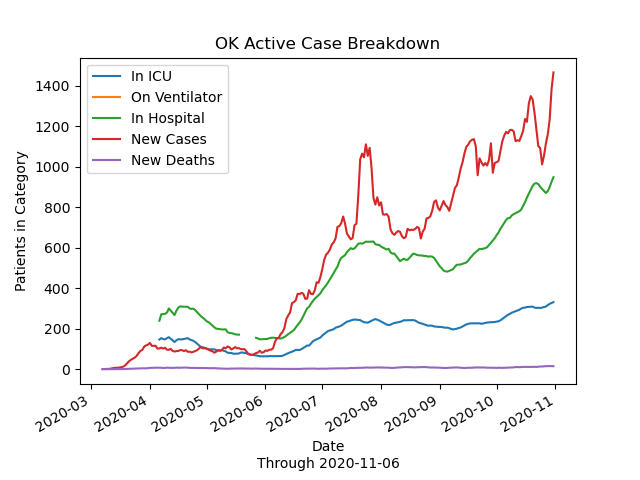 OK Active Case Breakdown
In ICU
On Ventilator
In Hospital
New Cases
New Deaths
Patients in Category
1400
1200
1000
800
600
400
200
0
2020-03
2020-04
2020-05
2020-06
2020-07
2020-08
2020-09
2020-10
2020-11
Date
Through 2020-11-06